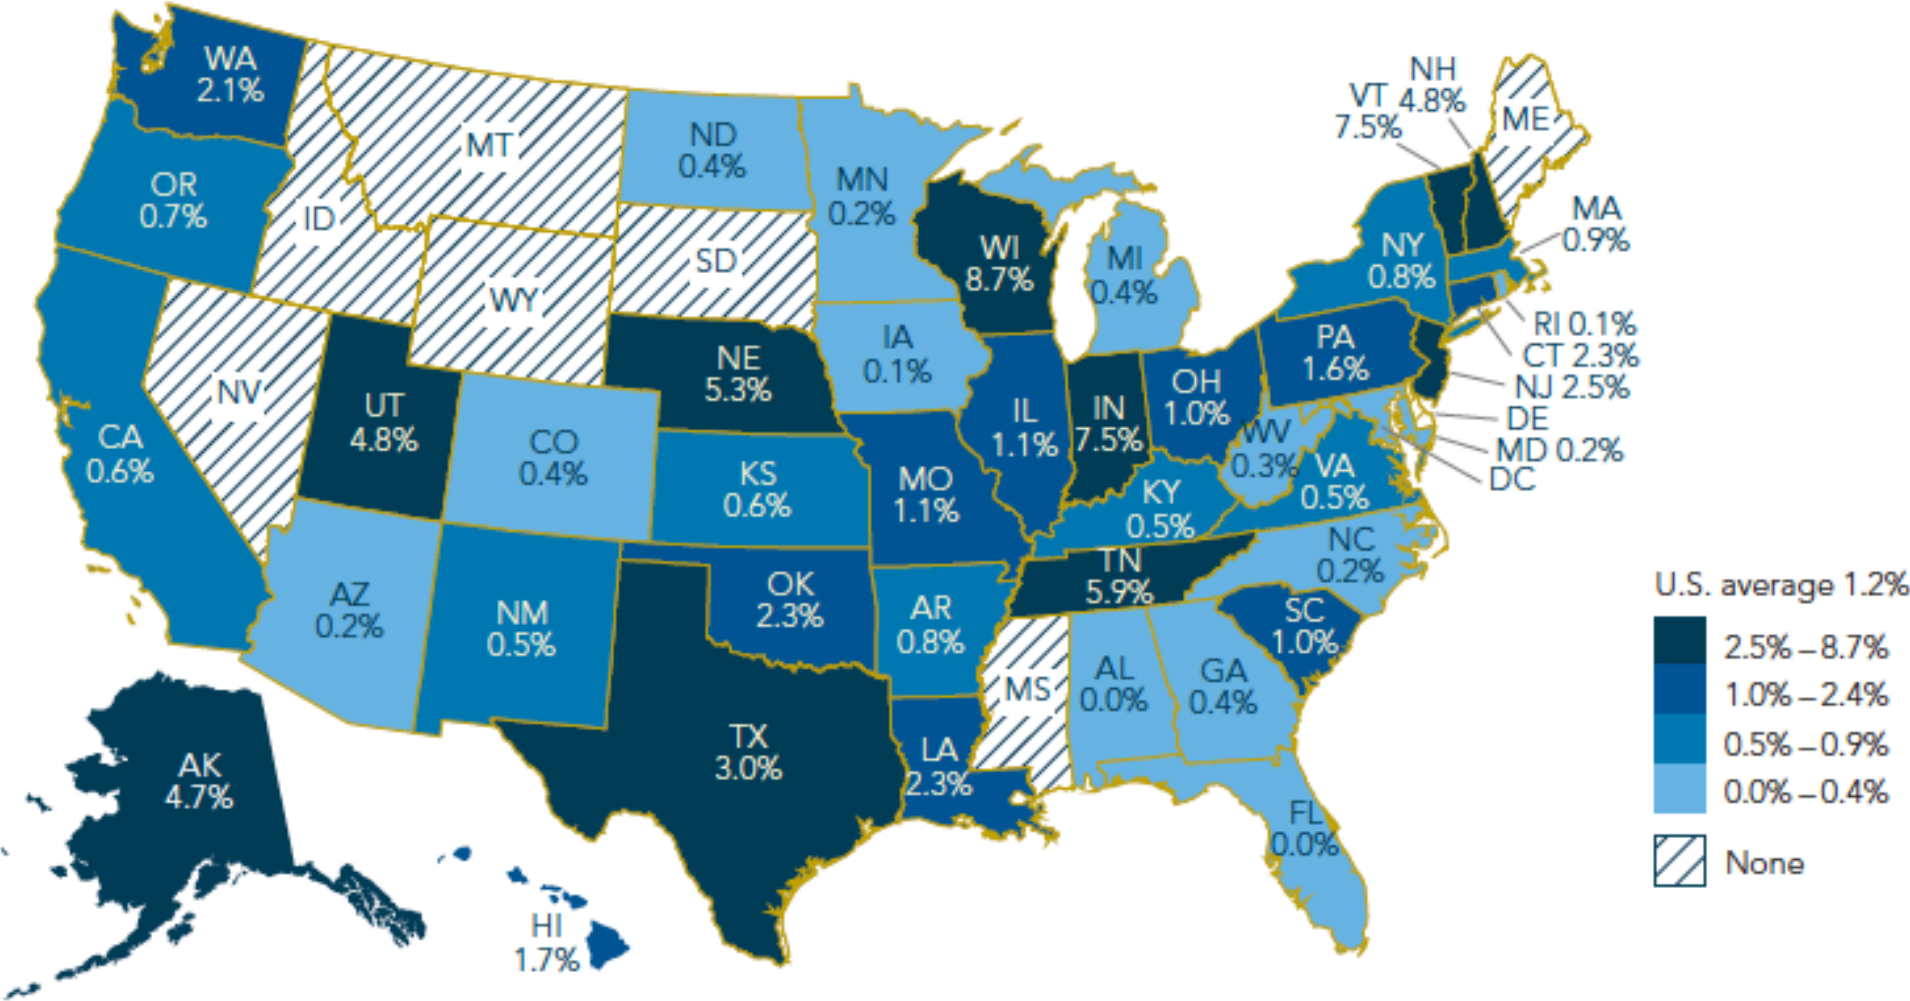 WA
2.1%
OR
0.7%
CA
0.6%
ID
MT
WY
NV
UT
4.8%
AZ
0.2%
CO
0.4%
NM
0.5%
ND
0.4%
SD
NE
5.3%
KS
0.6%
OK
2.3%
TX
3.0%
MN
0.2%
IA
0.1%
MO
1.1%
AR
0.8%
LA
2.3%
WI
8.7%
IL
1.1%
MI
0.4%
IN
7.5%
OH
1.0%
KY
0.5%
TN
5.9%
MS
AL
0.0%
GA
0.4%
FL
0.0%
SC
1.0%
NC
0.2%
VA
0.5%
WV
0.3%
PA
1.6%
NY
0.8%
VT
7.5%
NH
4.8%
ME
MA
0.9%
RI 0.1%
CT 2.3%
NJ 2.5%
DE
MD 0.2%
DC
AK
4.7%
HI
1.7%
U.S. average 1.2%
2.5% – 8.7%
1.0% – 2.4%
0.5% – 0.9%
0.0% – 0.4%
None